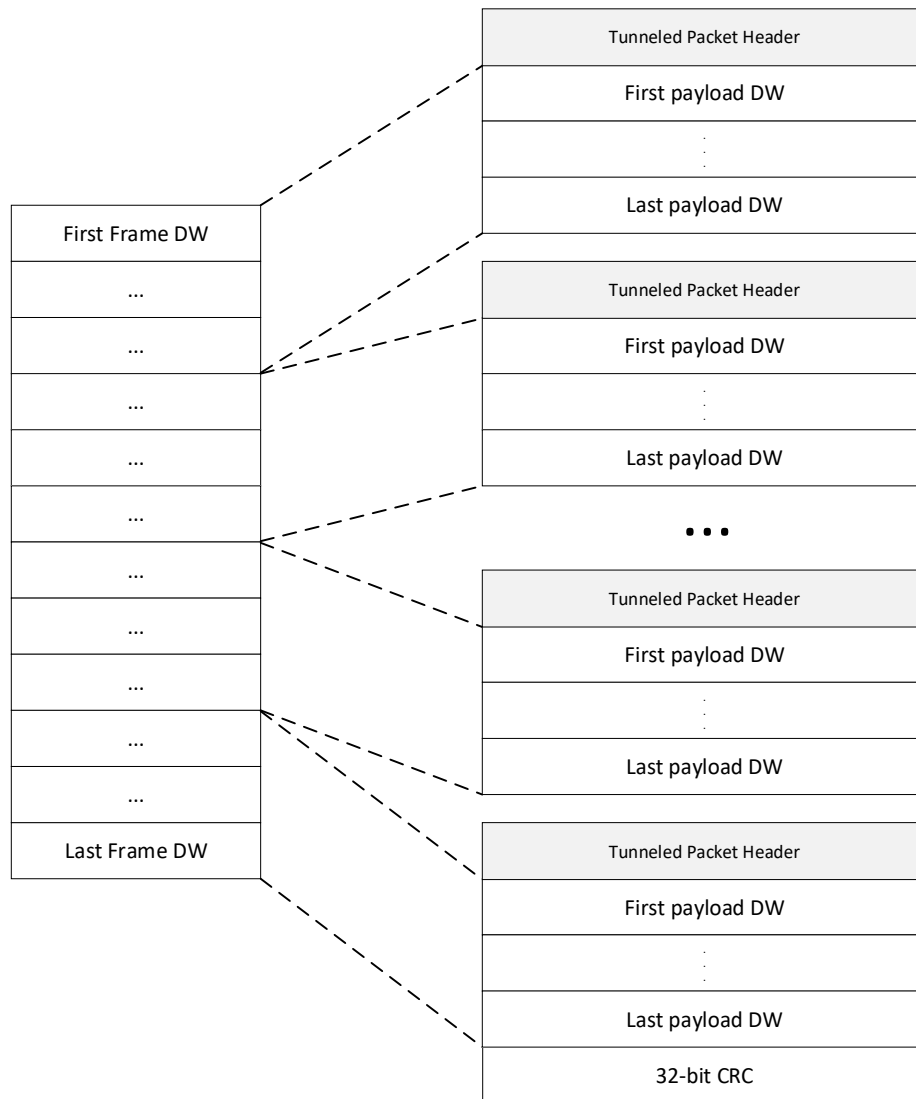 First Frame DW
...
...
...
...
...
...
...
...
...
...
Last Frame DW
Tunneled Packet Header
First payload DW
.
.
.
Last payload DW
Tunneled Packet Header
First payload DW
.
.
.
Last payload DW
...
Tunneled Packet Header
First payload DW
.
.
.
Last payload DW
Tunneled Packet Header
First payload DW
.
.
.
Last payload DW
32-bit CRC